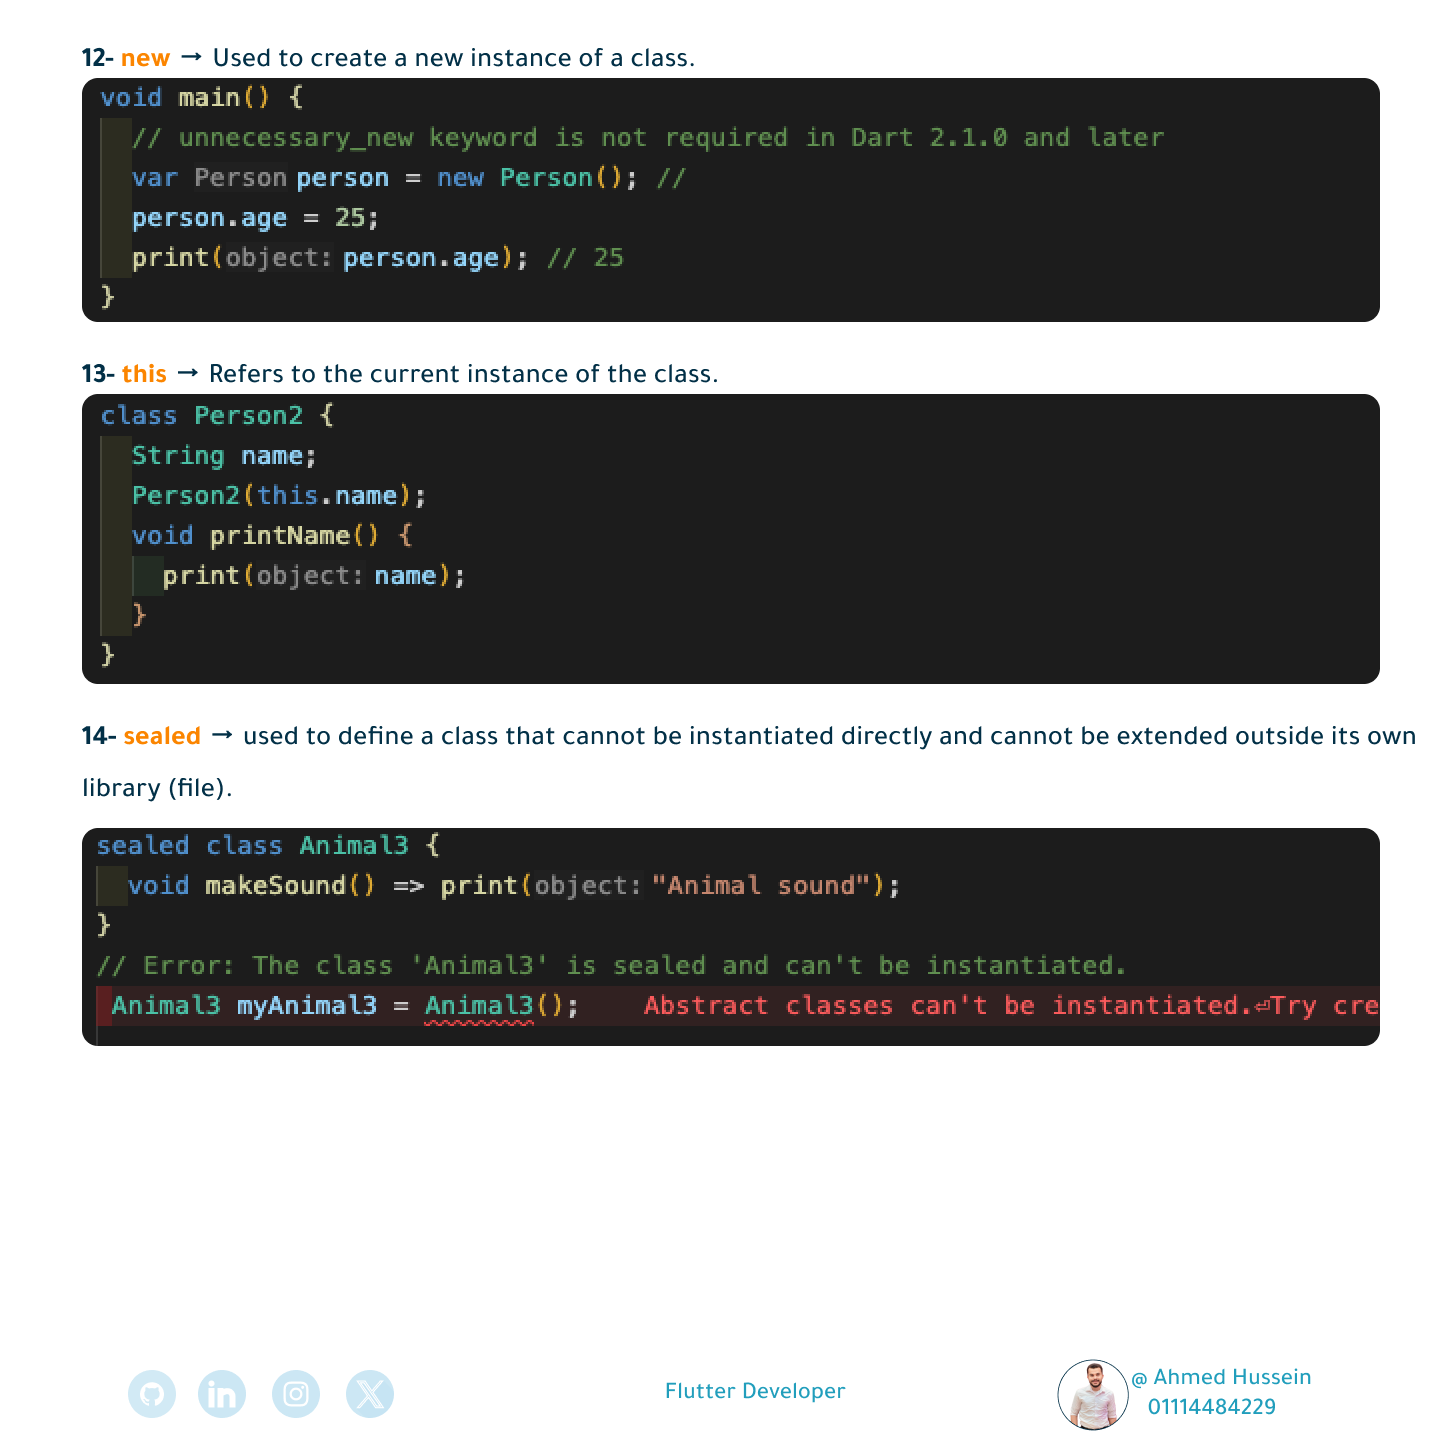 12- new → Used to create a new instance of a class.
void main() {
// unnecessary_new keyword is not required in Dart 2.1.0 and later
var Person person = new Person(); //
person.age = 25;
print(object: person.age); // 25
}
13- this → Refers to the current instance of the class.
class Person2 {
String name;
Person2(this.name);
void printName() {
print(object: name);
}
}
14- sealed → used to define a class that cannot be instantiated directly and cannot be extended outside its own
library (file).
sealed class Animal3 {
void makeSound() => print(object: "Animal sound");
}
// Error: The class 'Animal3' is sealed and can't be instantiated.
Animal3 myAnimal3 = Animal3(); Abstract classes can't be instantiated.⏎Try cre
Flutter Developer
@ Ahmed Hussein
01114484229